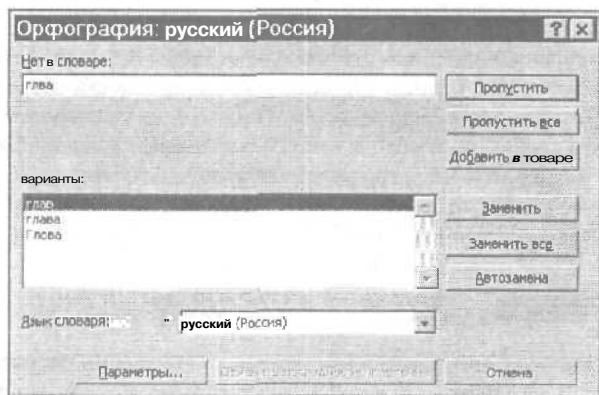 Орфография: русский (Россия)
Нет в словаре:
глва
Пропустить
Пропустить все
Добавить в товаре
варианты:
глав
глава
Глева
Заменить
Заменить все
Автозамена
Язык словаря:
" русский (Россия)
Параметры...
Отмена